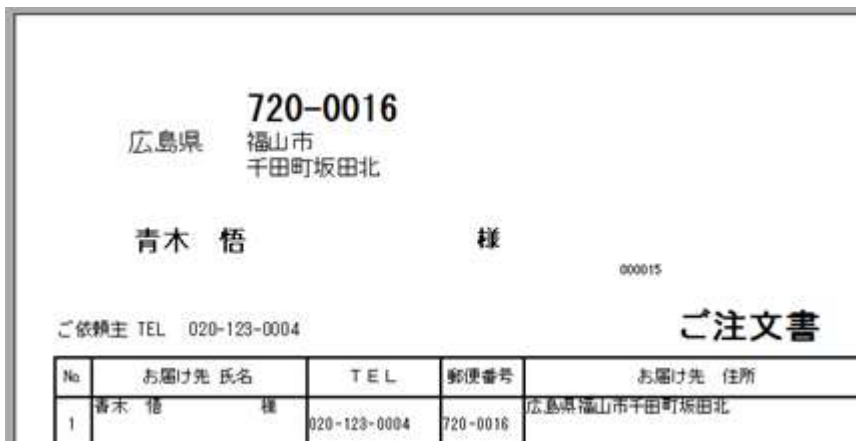 720-0016
広島県 福山市
千田町坂田北
青木 悟 様
000015
ご依頼主 TEL 020-123-0004
ご注文書
No. お届け先 氏名 TEL 郵便番号 お届け先 住所
1 青木 悟 様 020-123-0004 720-0016 広島県福山市千田町坂田北